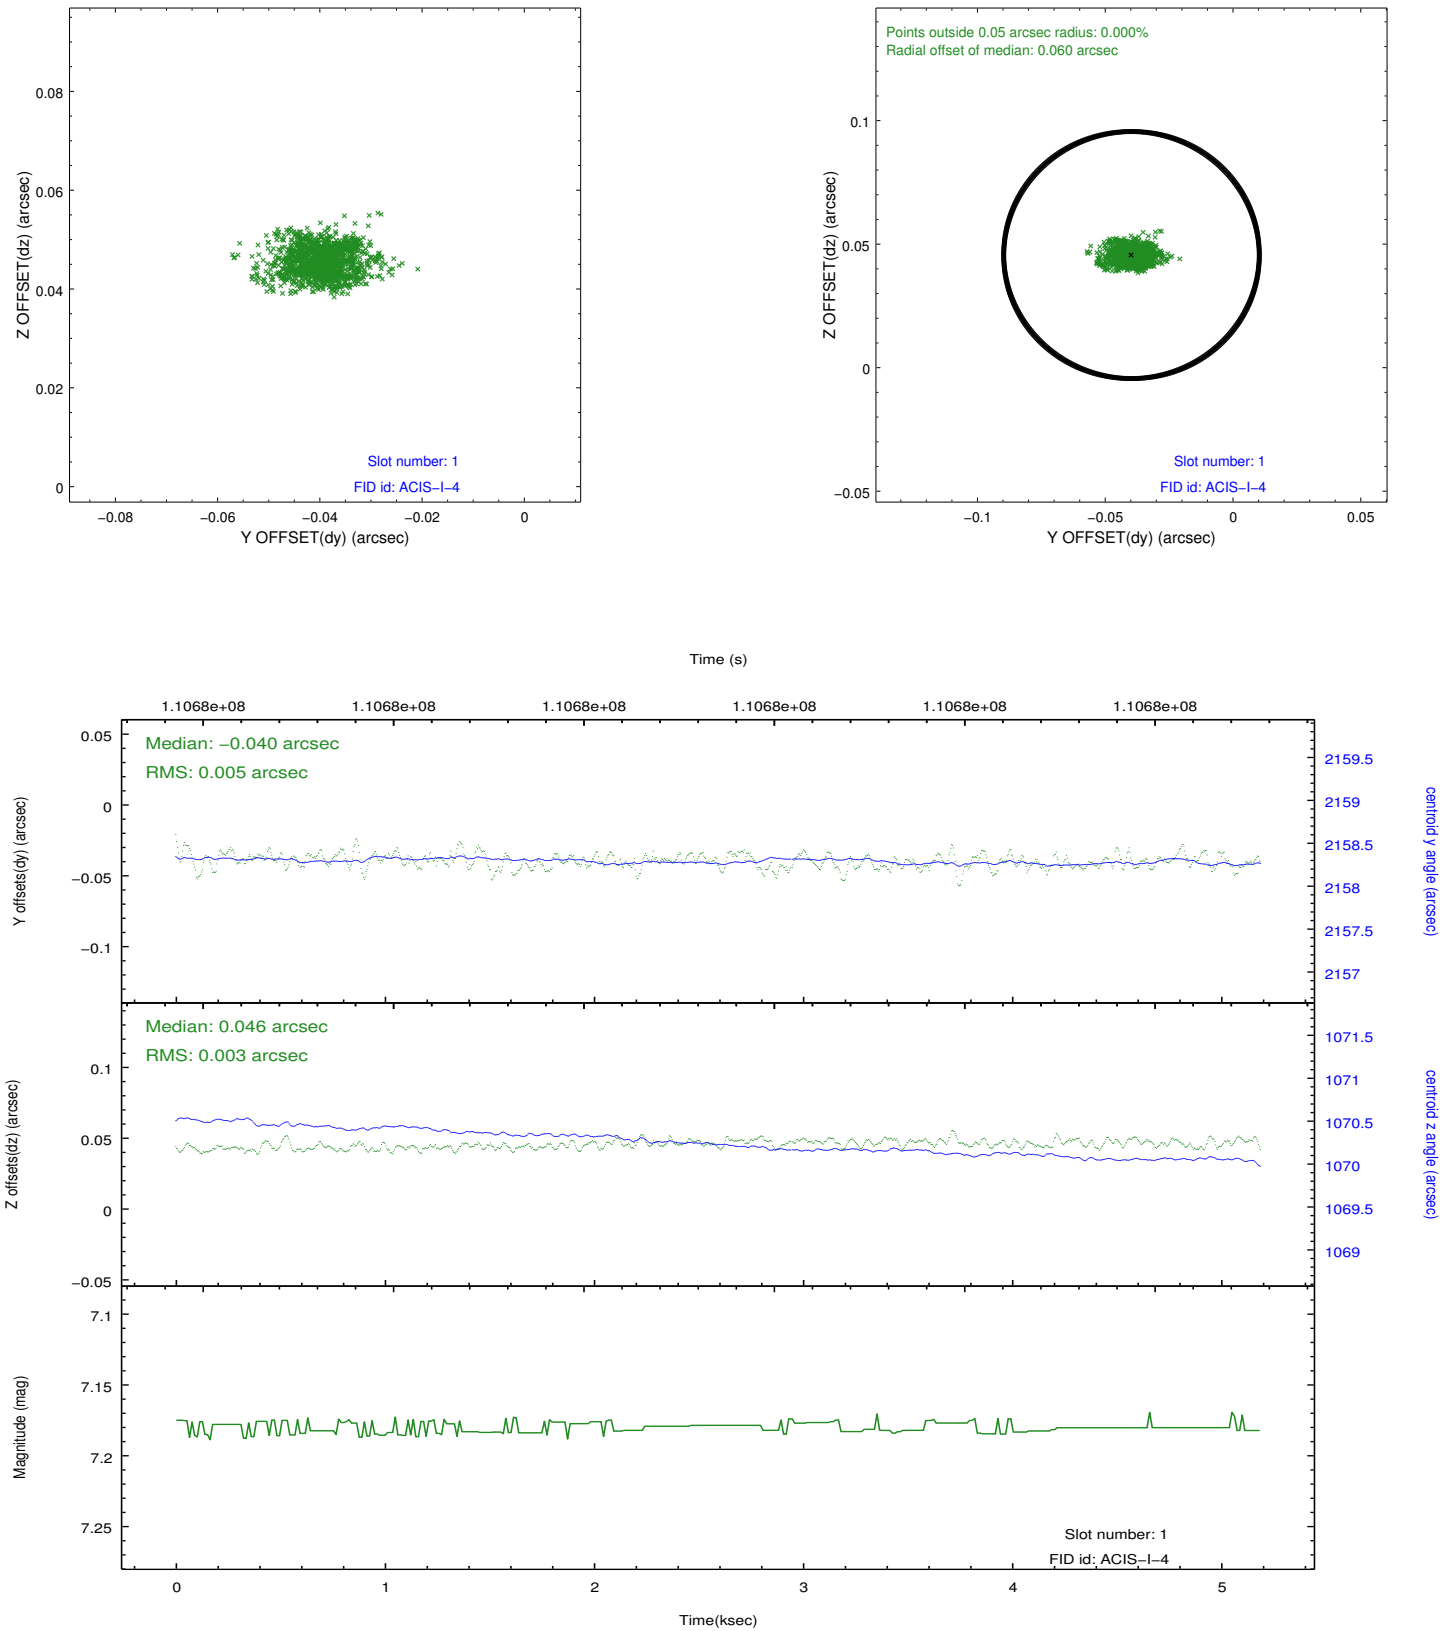 0.08
0.06
0.04
0.02
0
Z OFFSET(dz) (arcsec)
Slot number: 1
FID id: ACIS−I−4
−0.08 −0.06 −0.04 −0.02 0
Y OFFSET(dy) (arcsec)
Points outside 0.05 arcsec radius: 0.000%
Radial offset of median: 0.060 arcsec
0.1
0.05
0
−0.05
Z OFFSET(dz) (arcsec)
Slot number: 1
FID id: ACIS−I−4
−0.1 −0.05 0 0.05
Y OFFSET(dy) (arcsec)
Time (s)
1.1068e+08 1.1068e+08 1.1068e+08 1.1068e+08 1.1068e+08 1.1068e+08
Median: −0.040 arcsec
RMS: 0.005 arcsec
0.05
0
−0.05
−0.1
Y offsets(dy) (arcsec)
2159.5
2159
2158.5
2158
2157.5
2157
centroid y angle (arcsec)
Median: 0.046 arcsec
RMS: 0.003 arcsec
0.1
0.05
0
−0.05
Z offsets(dz) (arcsec)
1071.5
1071
1070.5
1070
1069.5
1069
centroid z angle (arcsec)
7.1
7.15
7.2
7.25
Magnitude (mag)
Slot number: 1
FID id: ACIS−I−4
0 1 2 3 4 5
Time(ksec)